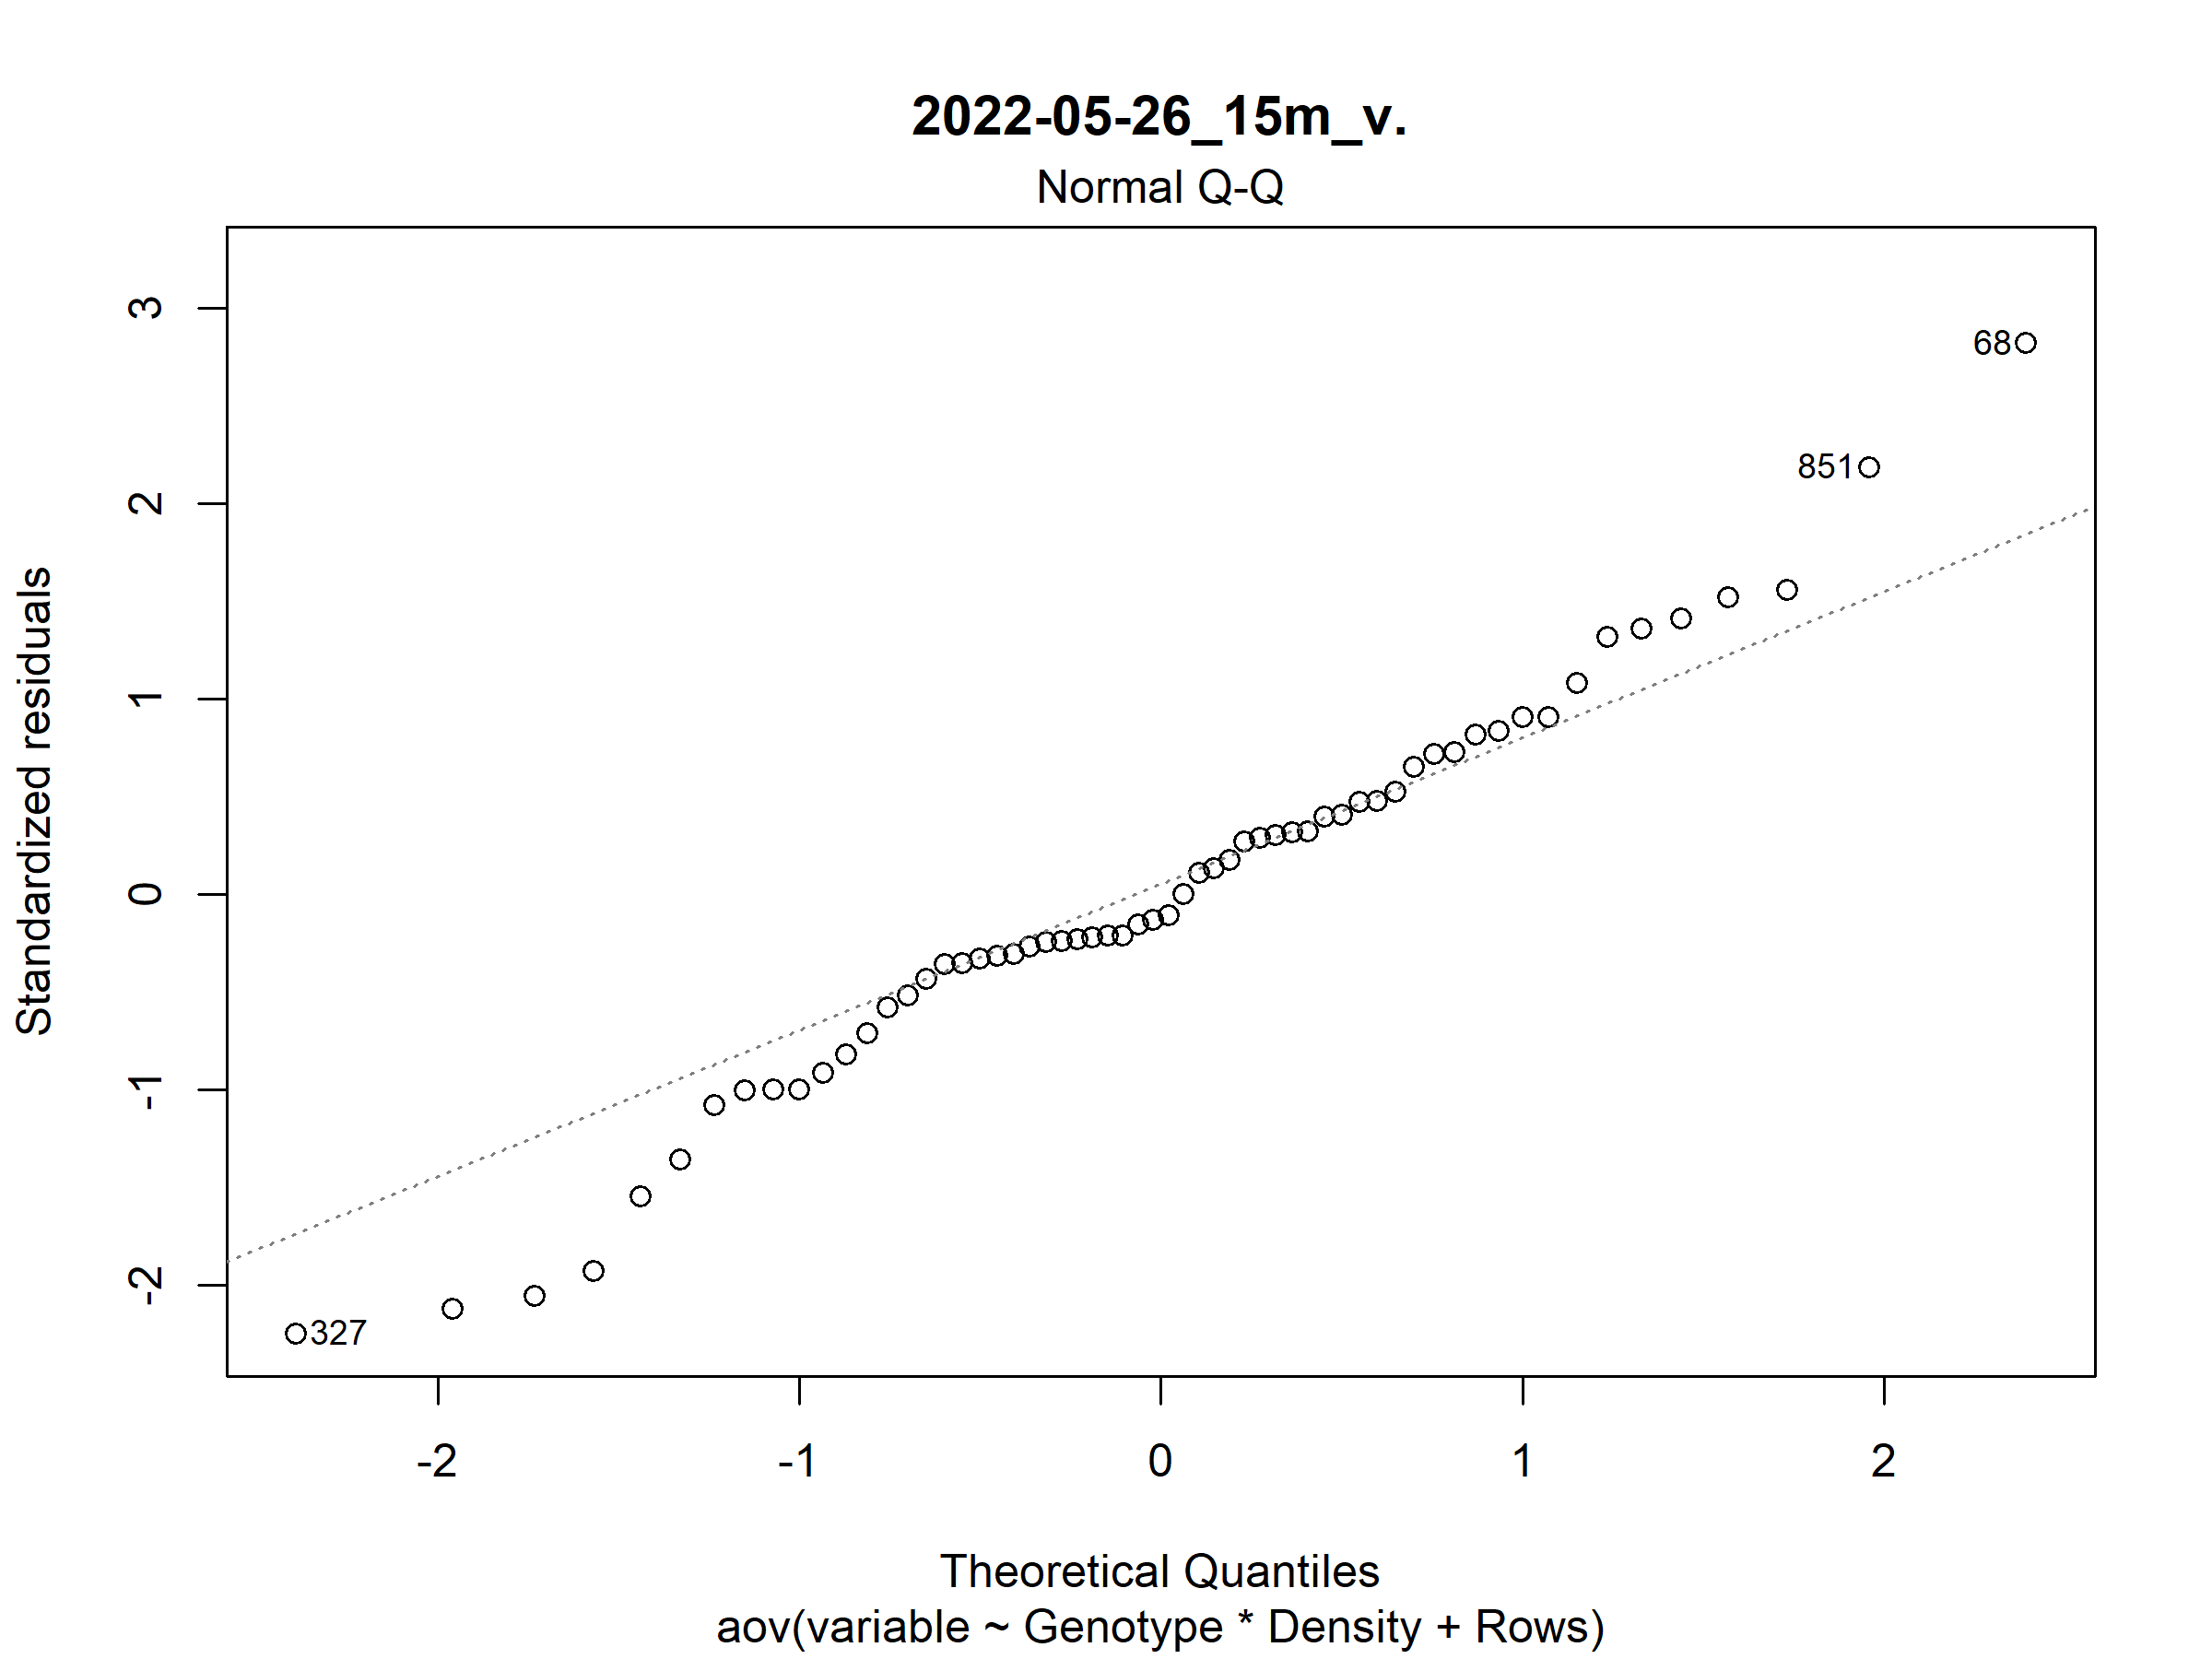 2022-05-26_15m_v.
Normal Q-Q
Standardized residuals
3
2
1
0
-1
-2
68
851
327
-2
-1
0
1
2
Theoretical Quantiles
aov(variable ~ Genotype * Density + Rows)